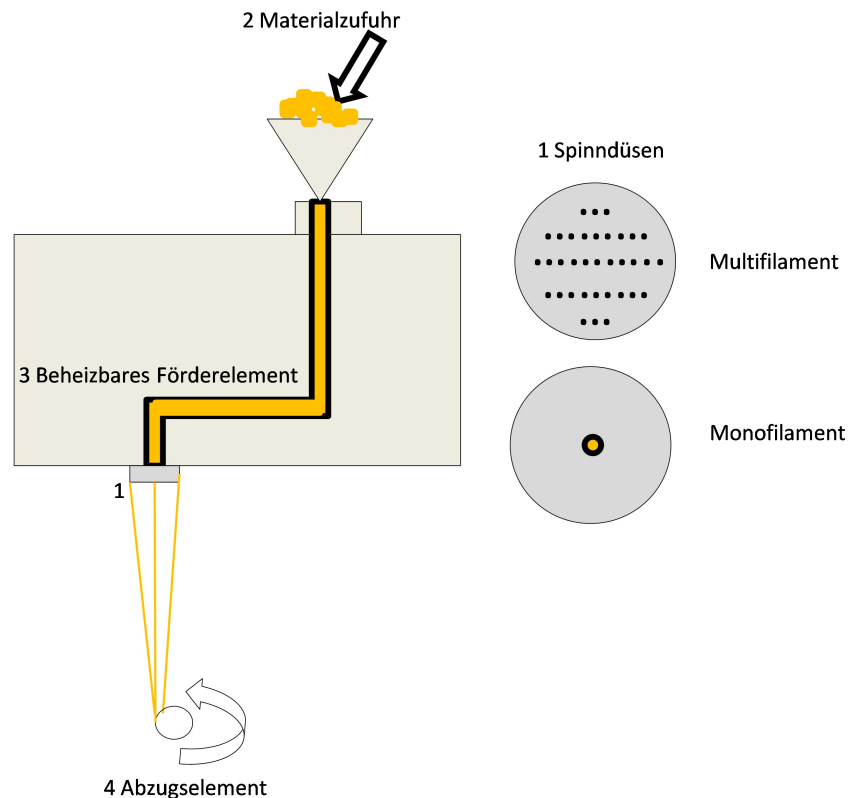 2 Materialzufuhr
1 Spinndüsen
Multifilament
3 Beheizbares Förderelement
Monofilament
1
4 Abzugselement